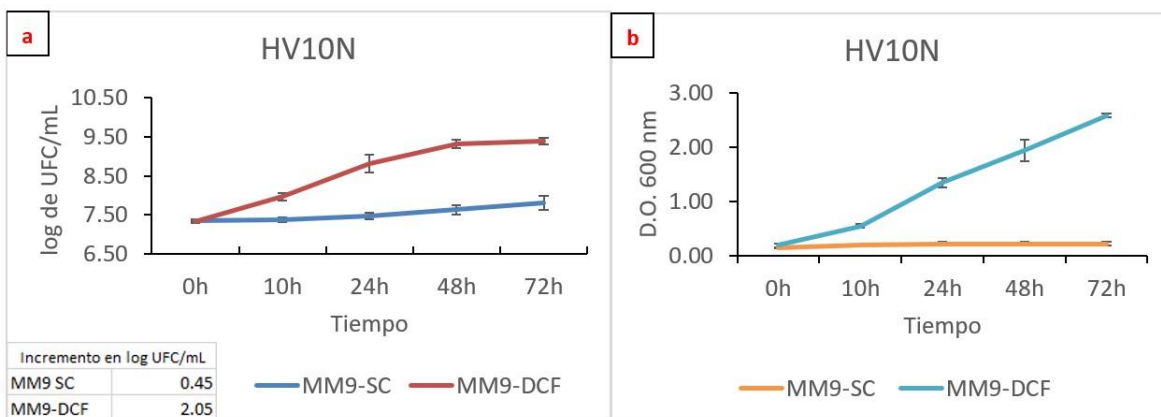 a
HV10N
log de UFC/mL
10.50
9.50
8.50
7.50
6.50
0h 10h 24h 48h 72h
Tiempo
Incremento en log UFC/mL
MM9 SC 0.45
MM9-DCF 2.05
MM9-SC MM9-DCF
b
HV10N
D.O. 600 nm
3.00
2.00
1.00
0.00
0h 10h 24h 48h 72h
Tiempo
MM9-SC MM9-DCF